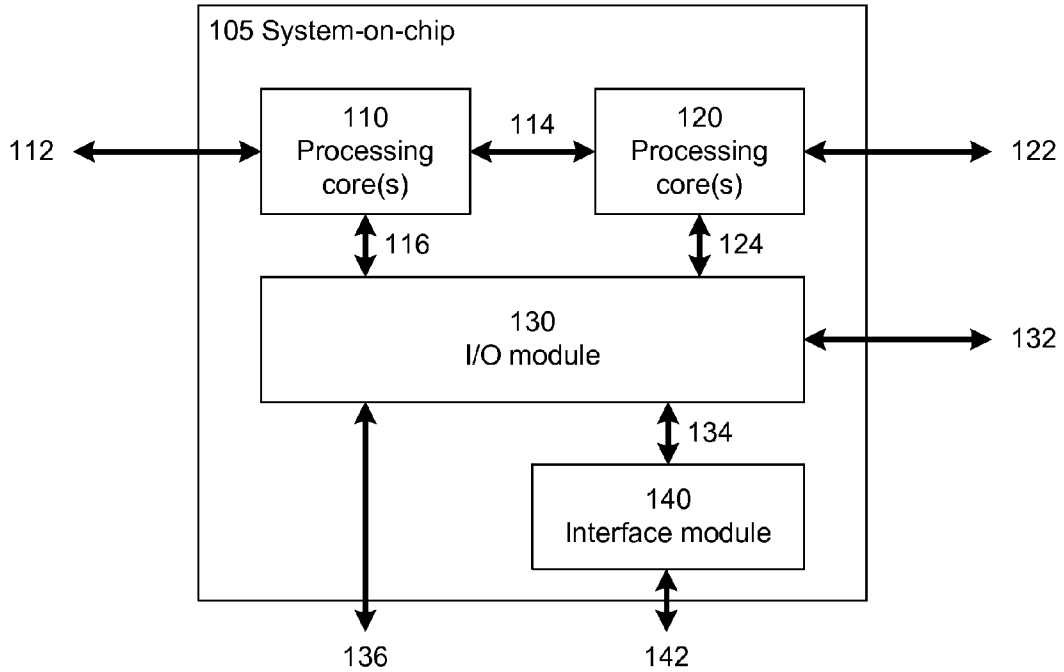 105 System-on-chip
110
Processing
core(s)
114
120
Processing
core(s)
112
122
116
124
130
I/O module
132
134
140
Interface module
136
142